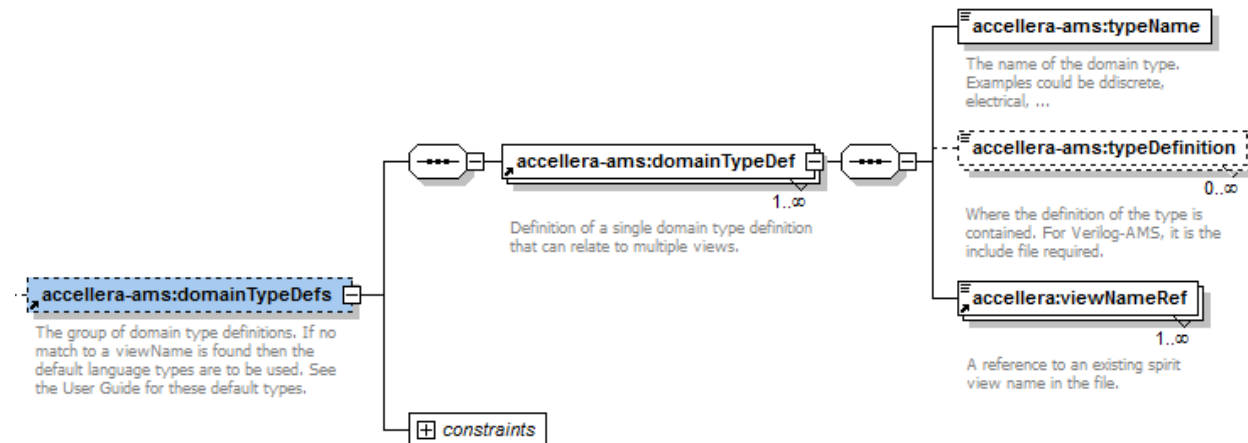 accellera-ams:typeName
The name of the domain type.
Examples could be ddiscrete,
electrical, ...
accellera-ams:domainTypeDef
1..∞
Definition of a single domain type definition
that can relate to multiple views.
accellera-ams:typeDefinition
0..∞
Where the definition of the type is
contained. For Verilog-AMS, it is the
include file required.
accellera-ams:domainTypeDefs
The group of domain type definitions. If no
match to a viewName is found then the
default language types are to be used. See
the User Guide for these default types.
accellera:viewNameRef
1..∞
A reference to an existing spirit
view name in the file.
constraints